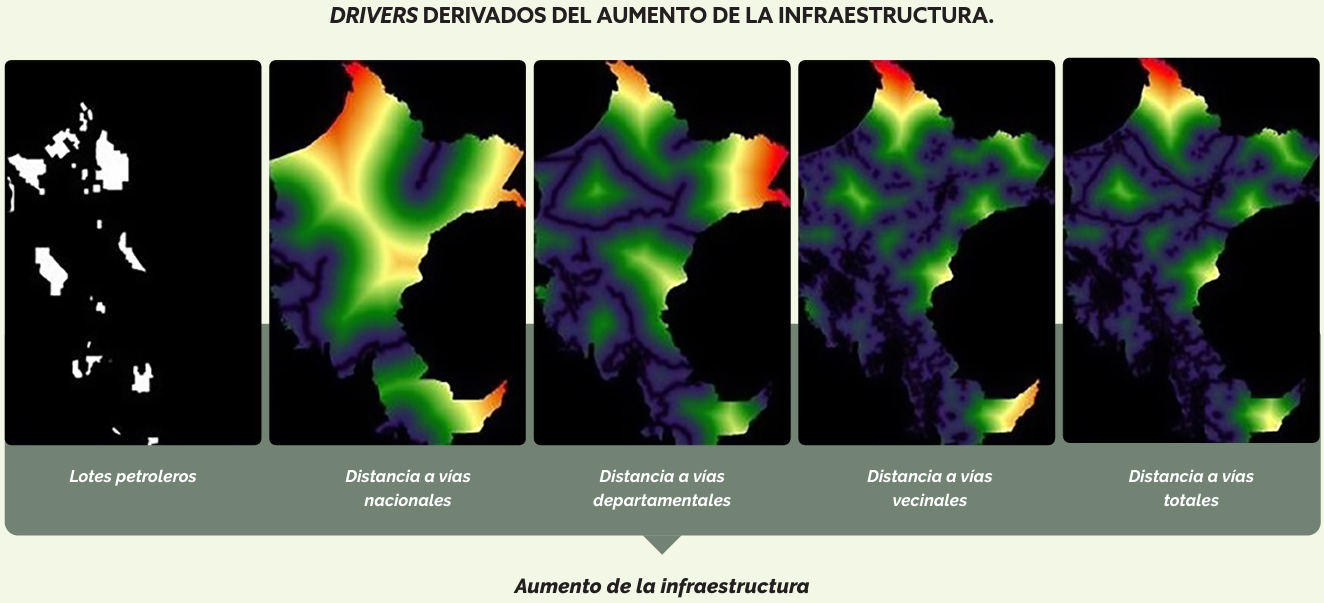 DRIVERS DERIVADOS DEL AUMENTO DE LA INFRAESTRUCTURA.
Lotes petroleros
Distancia a vías
nacionales
Distancia a vías
departamentales
Distancia a vías
vecinales
Distancia a vías
totales
Aumento de la infraestructura